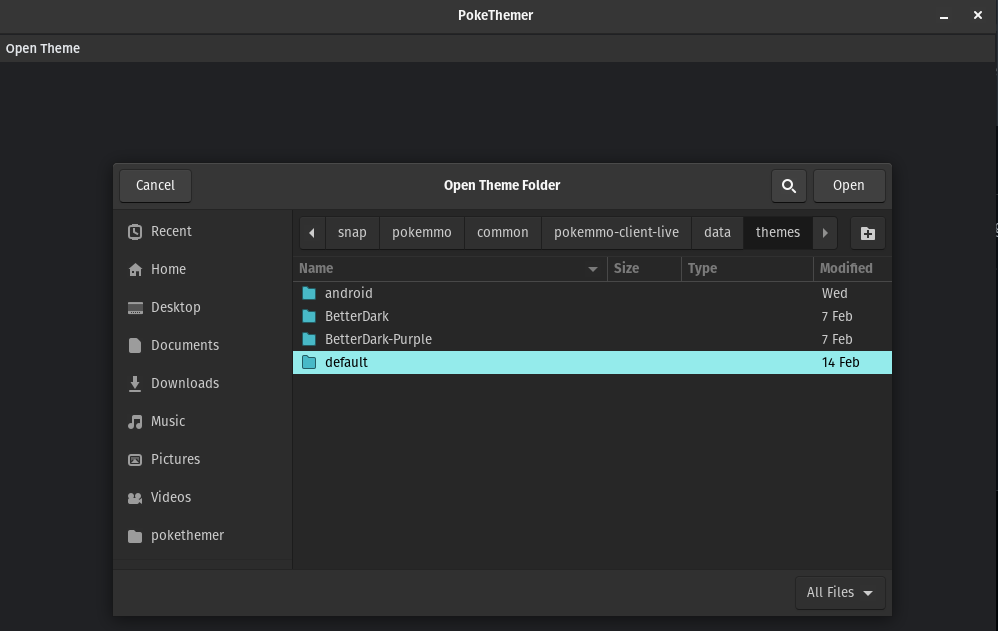 PokeThemer
Open Theme
Cancel
Open Theme Folder
Open
Recent
Home
Desktop
Documents
Downloads
Music
Pictures
Videos
pokethemer
snap pokemmo common pokemmo-client-live data themes
Name Size Type Modified
android Wed
BetterDark 7 Feb
BetterDark-Purple 7 Feb
default 14 Feb
All Files